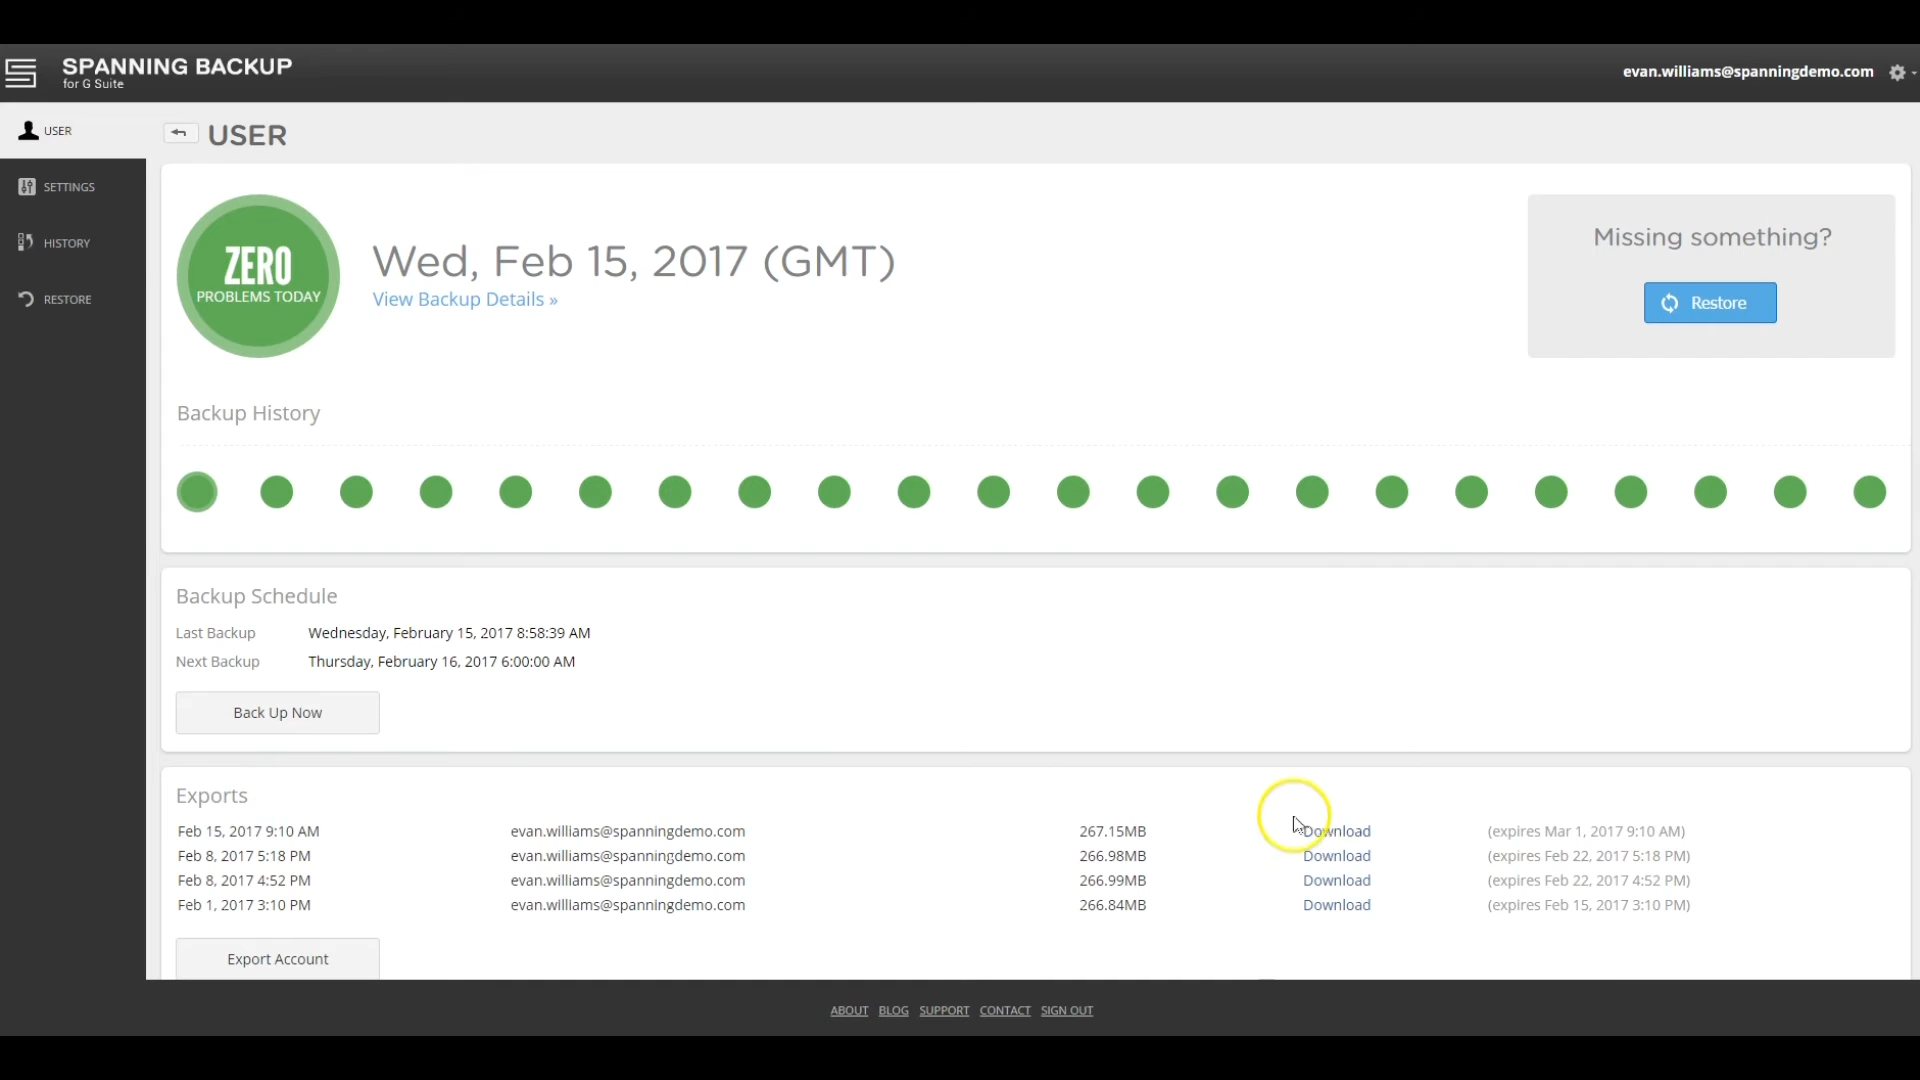 SPANNING BACKUP
for G Suite
evan.williams@spanningdemo.com
USER
SETTINGS
HISTORY
RESTORE
USER
ZERO
PROBLEMS TODAY
Wed, Feb 15, 2017 (GMT)
View Backup Details »
Missing something?
Restore
Backup History
Backup Schedule
Last Backup Wednesday, February 15, 2017 8:58:39 AM
Next Backup Thursday, February 16, 2017 6:00:00 AM
Back Up Now
Exports
Feb 15, 2017 9:10 AM evan.williams@spanningdemo.com 267.15MB Download (expires Mar 1, 2017 9:10 AM)
Feb 8, 2017 5:18 PM evan.williams@spanningdemo.com 266.98MB Download (expires Feb 22, 2017 5:18 PM)
Feb 8, 2017 4:52 PM evan.williams@spanningdemo.com 266.99MB Download (expires Feb 22, 2017 4:52 PM)
Feb 1, 2017 3:10 PM evan.williams@spanningdemo.com 266.84MB Download (expires Feb 15, 2017 3:10 PM)
Export Account
ABOUT BLOG SUPPORT CONTACT SIGN OUT